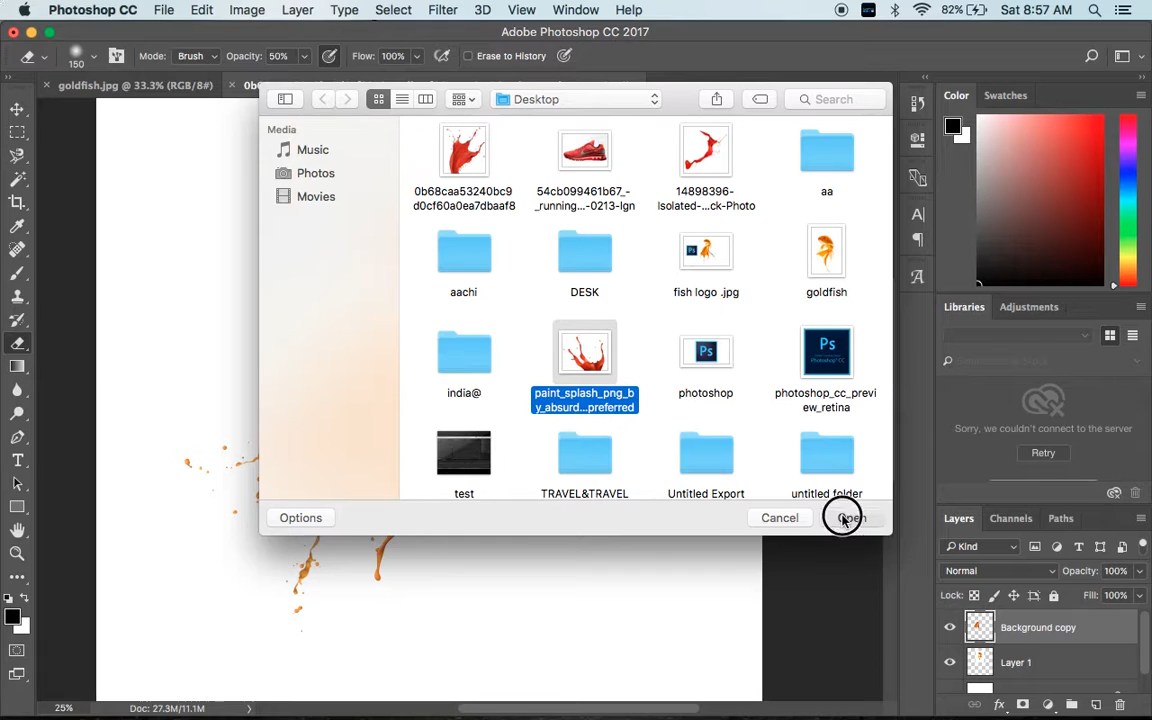 Photoshop CC File Edit Image Layer Type Select Filter 3D View Window Help 82% Sat 8:57 AM
Adobe Photoshop CC 2017
150 Mode: Brush Opacity: 50% Flow: 100% Erase to History
goldfish.jpg @ 33.3% (RGB/8#) 0b
Desktop Search
Color Swatches
Media
Music
Photos
Movies
0b68caa53240bc9
d0cf60a0ea7dbaaf8
54cb099461b67_-
_running...-0213-lgn
14898396-
Isolated-...ck-Photo
aa
aachi
DESK
fish logo .jpg
goldfish
Libraries Adjustments
india@
paint_splash_png_b
y_absurd...preferred
photoshop
Ps
photoshop_cc_previ
ew_retina
Sorry, we couldn't connect to the server
Retry
test
TRAVEL&TRAVEL
Untitled Export
untitled folder
Options Cancel Open
Layers Channels Paths
Kind
Normal Opacity: 100%
Lock: Fill: 100%
Background copy
Layer 1
25% Doc: 27.3M/11.1M